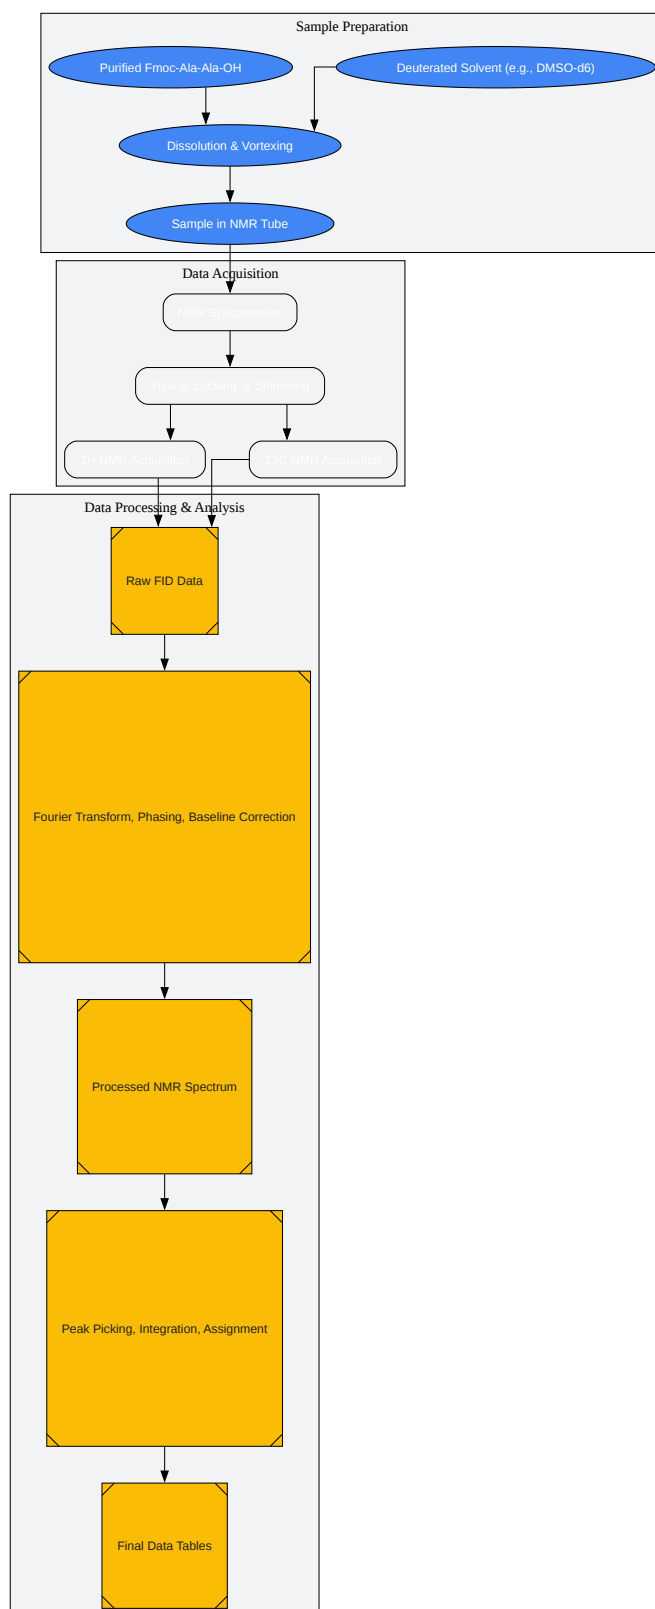 Sample Preparation
Purified Fmoc-Ala-Ala-OH
Deuterated Solvent (e.g., DMSO-d6)
Dissolution & Vortexing
Sample in NMR Tube
Data Acquisition
NMR Spectrometer
Tuning, Locking, & Shimming
1H NMR Acquisition
13C NMR Acquisition
Data Processing & Analysis
Raw FID Data
Fourier Transform, Phasing, Baseline Correction
Processed NMR Spectrum
Peak Picking, Integration, Assignment
Final Data Tables